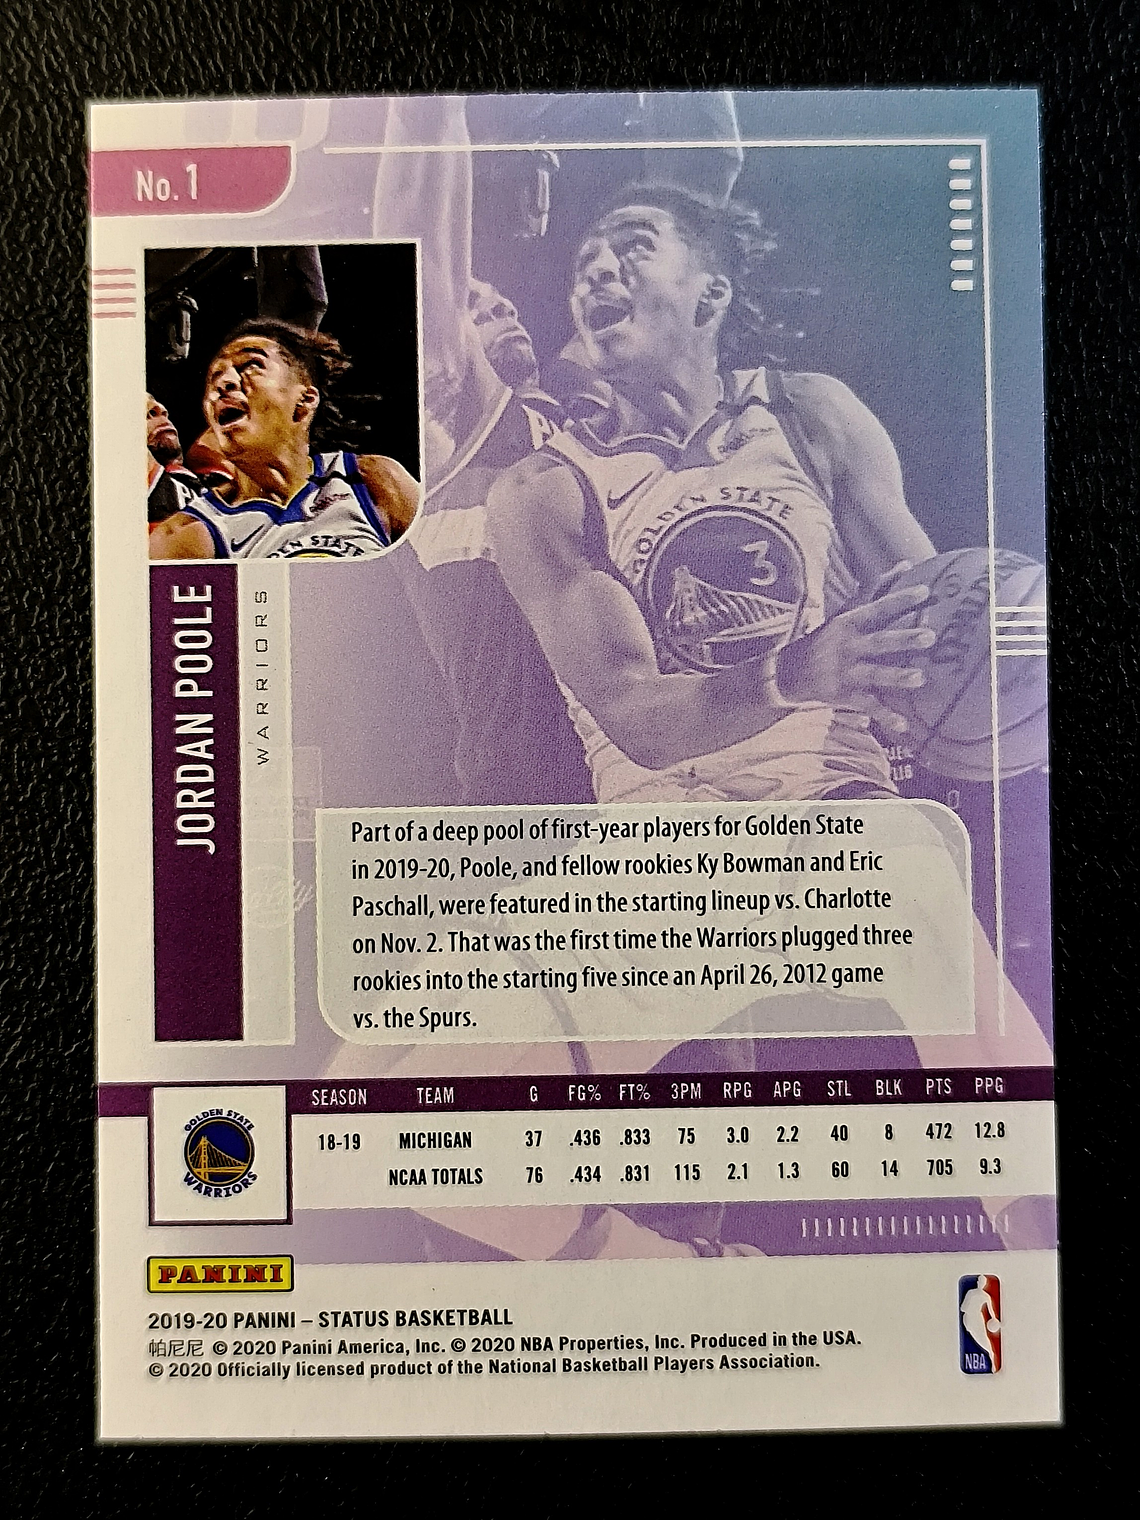 No. 1
JORDAN POOLE
WARRIORS
GOLDEN STATE
3
Part of a deep pool of first-year players for Golden State
in 2019-20, Poole, and fellow rookies Ky Bowman and Eric
Paschall, were featured in the starting lineup vs. Charlotte
on Nov. 2. That was the first time the Warriors plugged three
rookies into the starting five since an April 26, 2012 game
vs. the Spurs.
SEASON TEAM G FG% FT% 3PM RPG APG STL BLK PTS PPG
18-19 MICHIGAN 37 .436 .833 75 3.0 2.2 40 8 472 12.8
NCAA TOTALS 76 .434 .831 115 2.1 1.3 60 14 705 9.3
GOLDEN STATE
WARRIORS
PANINI
2019-20 PANINI – STATUS BASKETBALL
帕尼尼 © 2020 Panini America, Inc. © 2020 NBA Properties, Inc. Produced in the USA.
© 2020 Officially licensed product of the National Basketball Players Association.
NBA